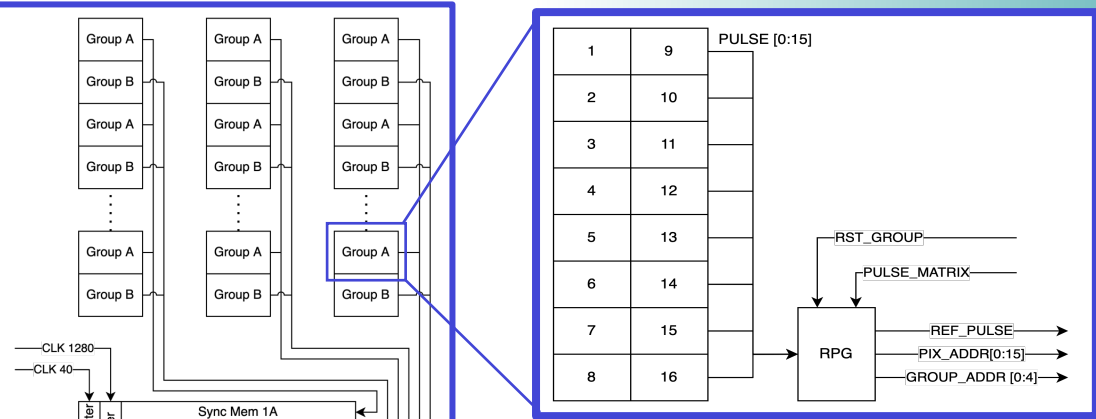 Group A
Group B
Group A
Group B
Group A
Group B
Group A
Group B
Group A
Group B
Group A
Group B
Group A
Group B
Group A
Group B
Group A
Group B
CLK 1280
CLK 40
Sync Mem 1A
PULSE [0:15]
1 9
2 10
3 11
4 12
5 13
6 14
7 15
8 16
RST_GROUP
PULSE_MATRIX
RPG
REF_PULSE
PIX_ADDR[0:15]
GROUP_ADDR [0:4]